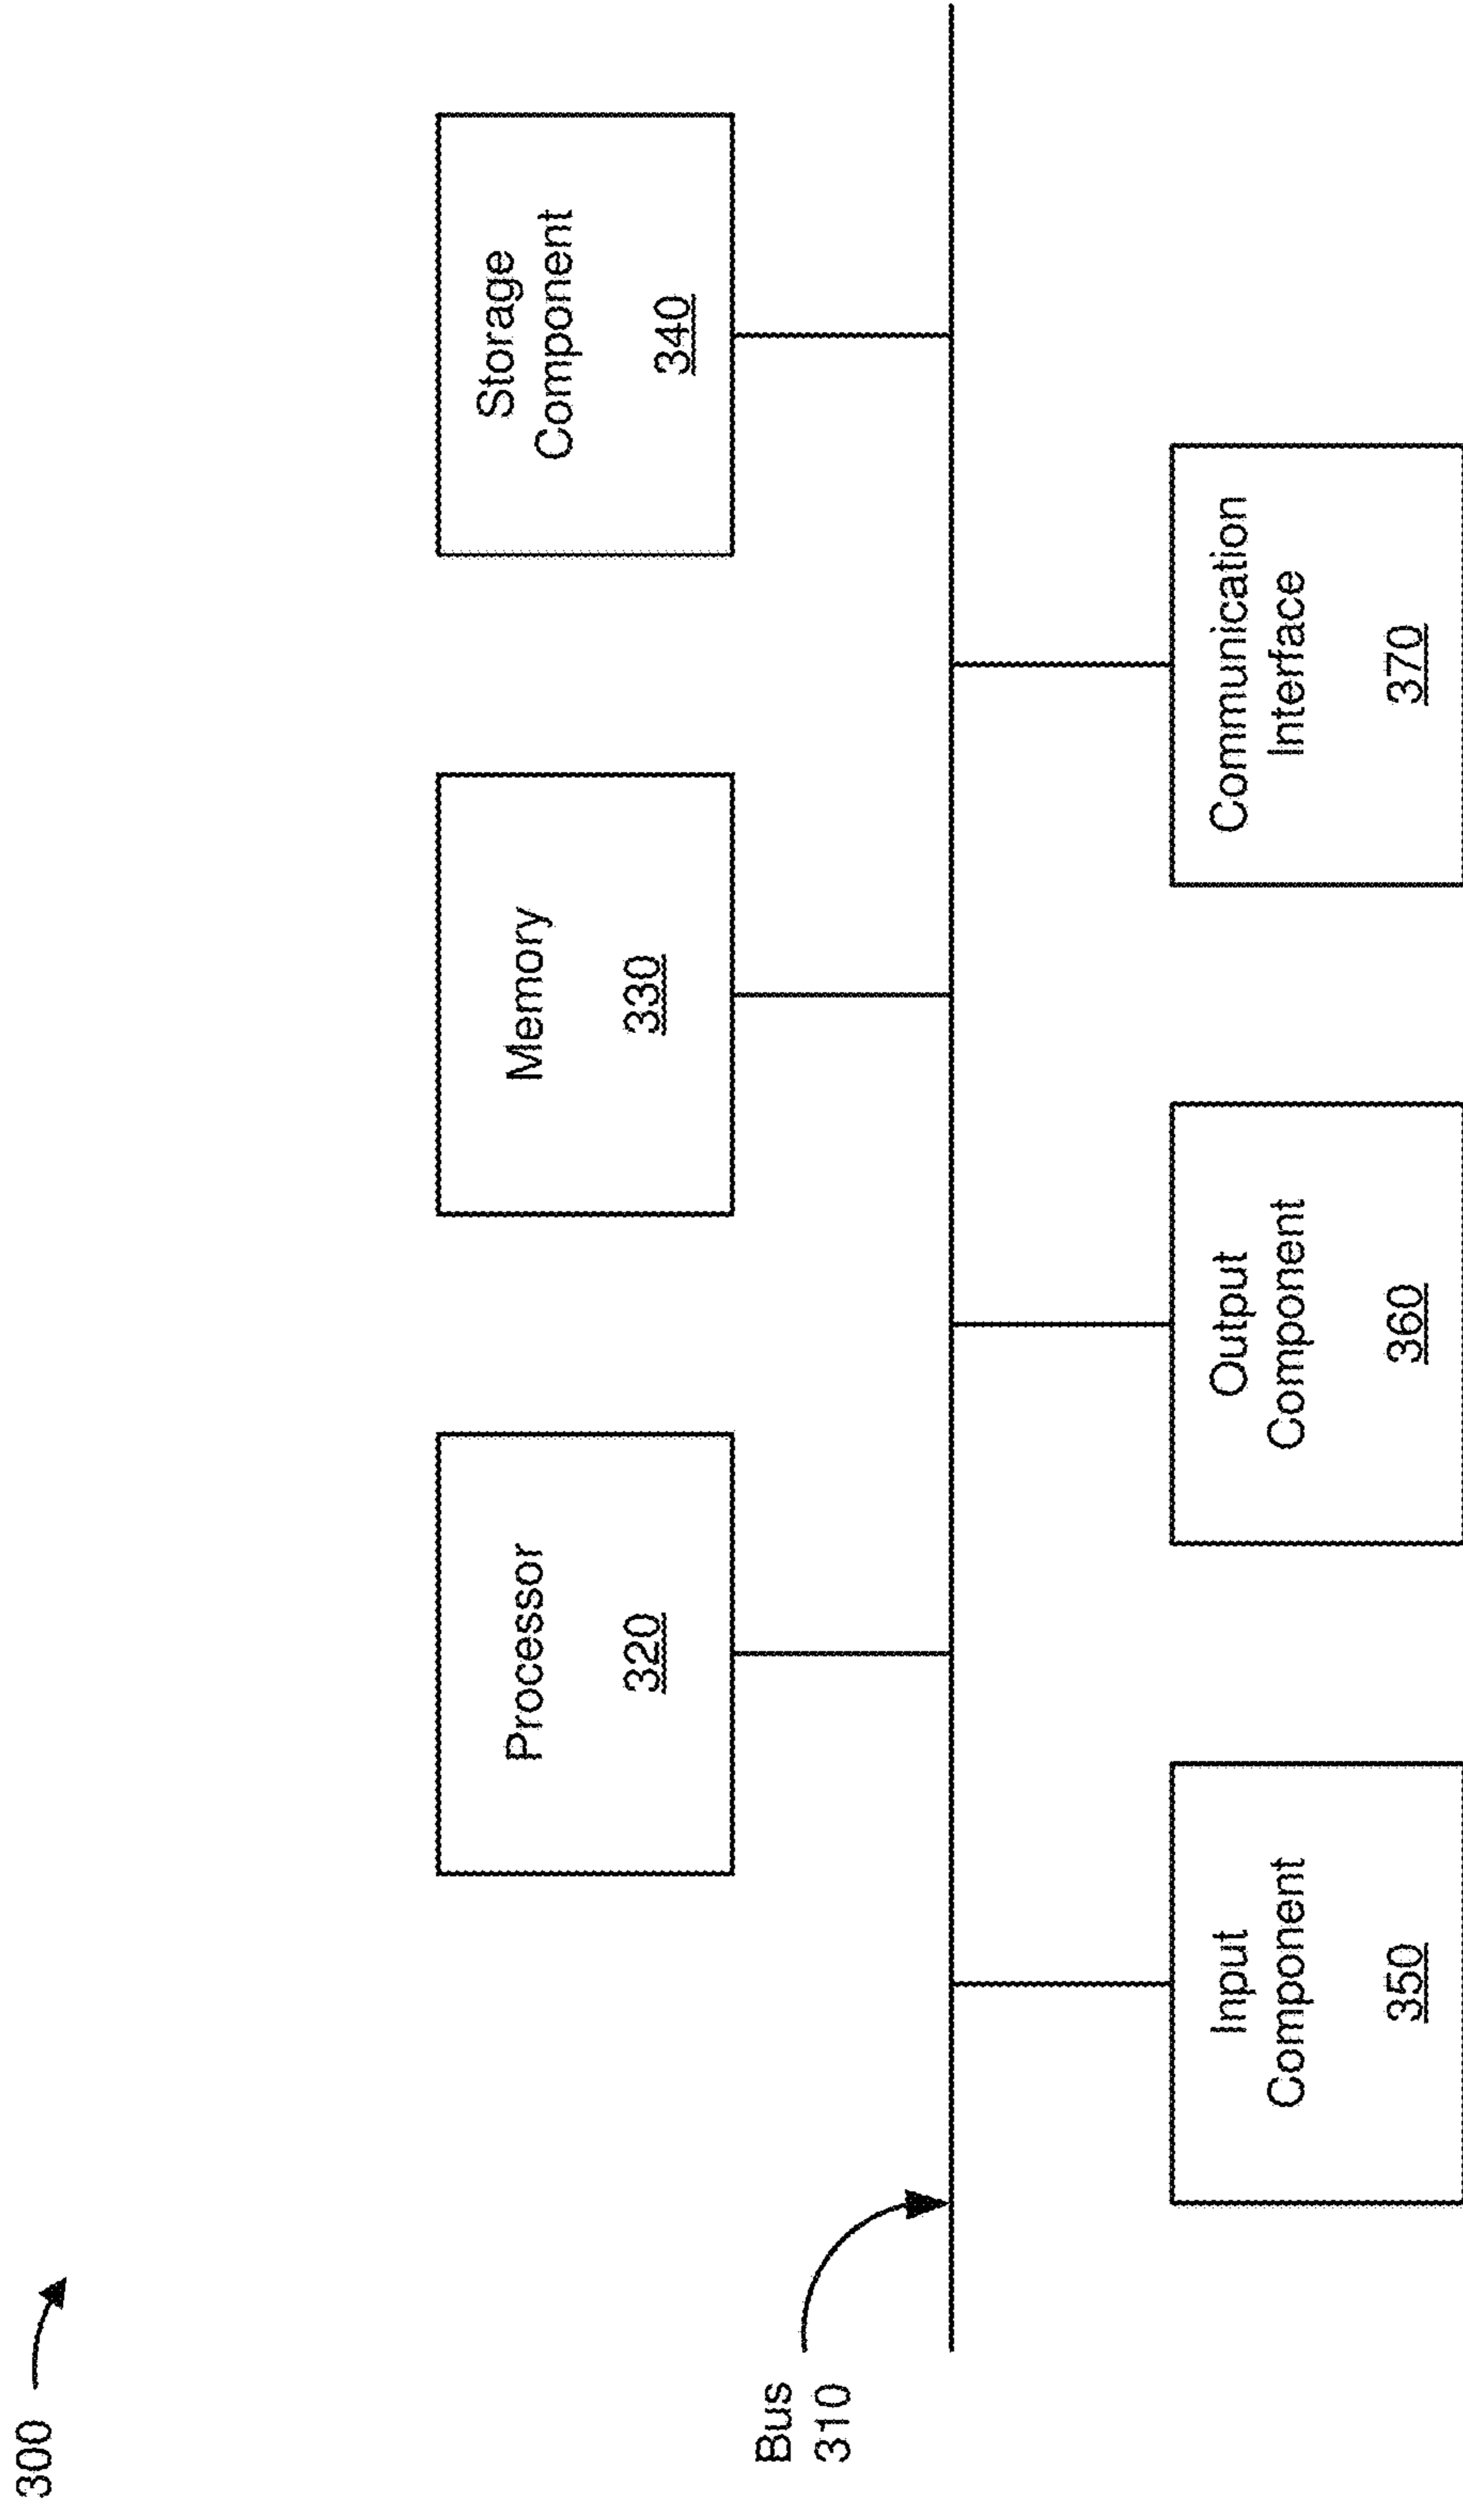 300
Processor
320
Memory
330
Storage
Component
340
Bus
310
Input
Component
350
Output
Component
360
Communication
Interface
370